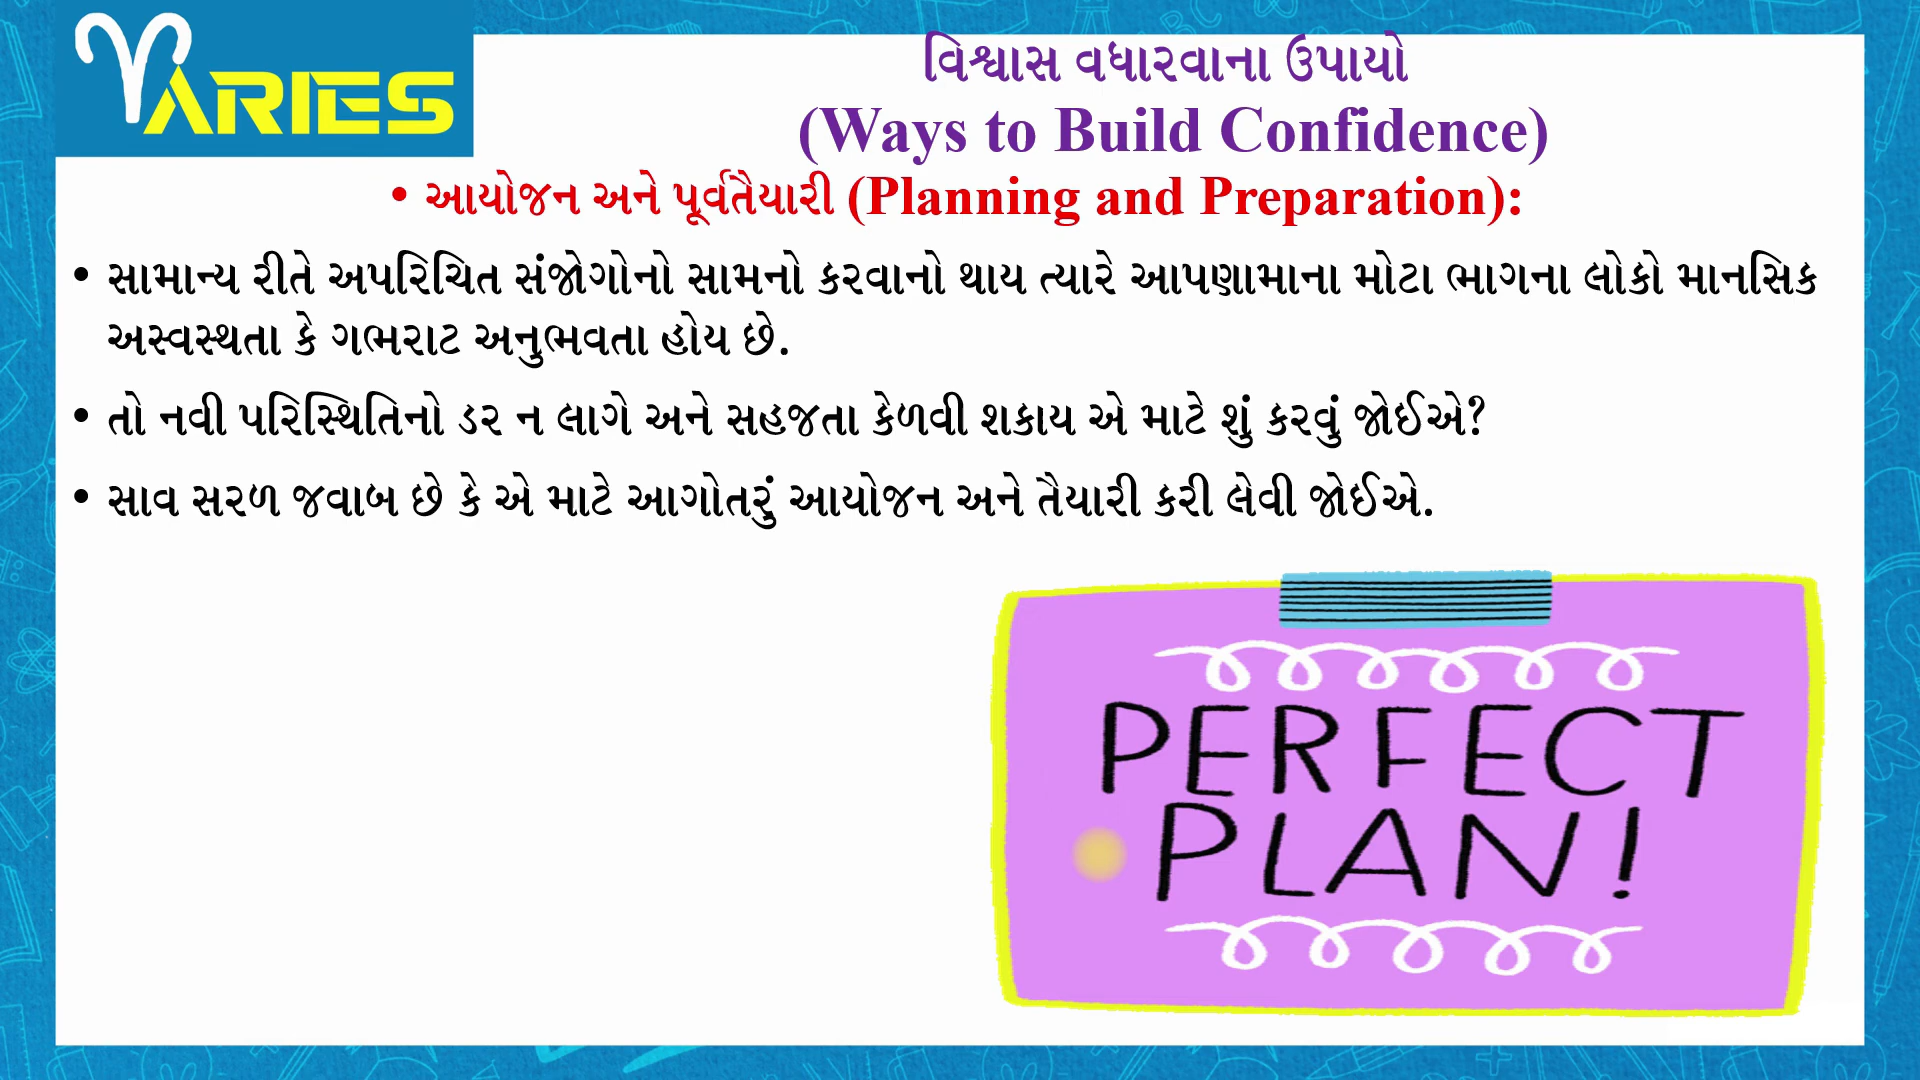 ARIES
વિશ્વાસ વધારવાના ઉપાયો
(Ways to Build Confidence)
• આયોજન અને પૂર્વતૈયારી (Planning and Preparation):
• સામાન્ય રીતે અપરિચિત સંજોગોનો સામનો કરવાનો થાય ત્યારે આપણામાના મોટા ભાગના લોકો માનસિક
અસ્વસ્થતા કે ગભરાટ અનુભવતા હોય છે.
• તો નવી પરિસ્થિતિનો ડર ન લાગે અને સહજતા કેળવી શકાય એ માટે શું કરવું જોઈએ?
• સાવ સરળ જવાબ છે કે એ માટે આગોતરું આયોજન અને તૈયારી કરી લેવી જોઈએ.
PERFECT
PLAN!